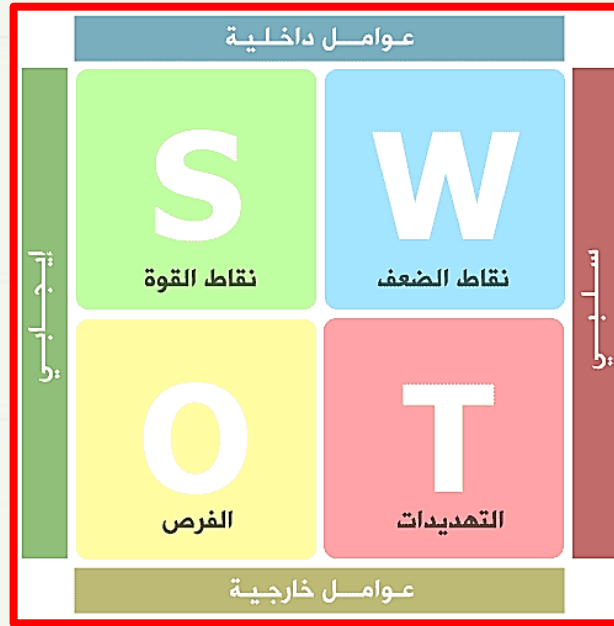 عوامل داخلية
S
نقاط القوة
W
نقاط الضعف
إيجابي
سلبي
O
الفرص
T
التهديدات
عوامل خارجية